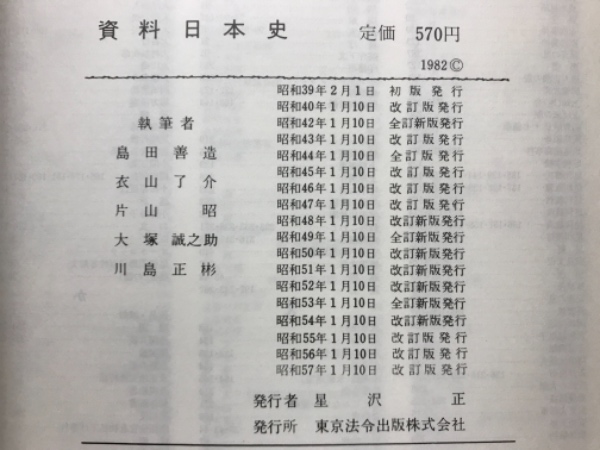 資料 日本史 定価 570円
1982©
執筆者
島田善造
衣山了介
片山 昭
大塚誠之助
川島正彬
昭和39年2月1日 初版発行
昭和40年1月10日 改訂版発行
昭和42年1月10日 全訂新版発行
昭和43年1月10日 改訂版発行
昭和44年1月10日 全訂版発行
昭和45年1月10日 改訂版発行
昭和46年1月10日 改訂版発行
昭和47年1月10日 改訂版発行
昭和48年1月10日 改訂新版発行
昭和49年1月10日 全訂新版発行
昭和50年1月10日 改訂新版発行
昭和51年1月10日 改訂新版発行
昭和52年1月10日 改訂新版発行
昭和53年1月10日 全訂新版発行
昭和54年1月10日 改訂新版発行
昭和55年1月10日 改訂版発行
昭和56年1月10日 改訂版発行
昭和57年1月10日 改訂版発行
発行者 星沢 正
発行所 東京法令出版株式会社